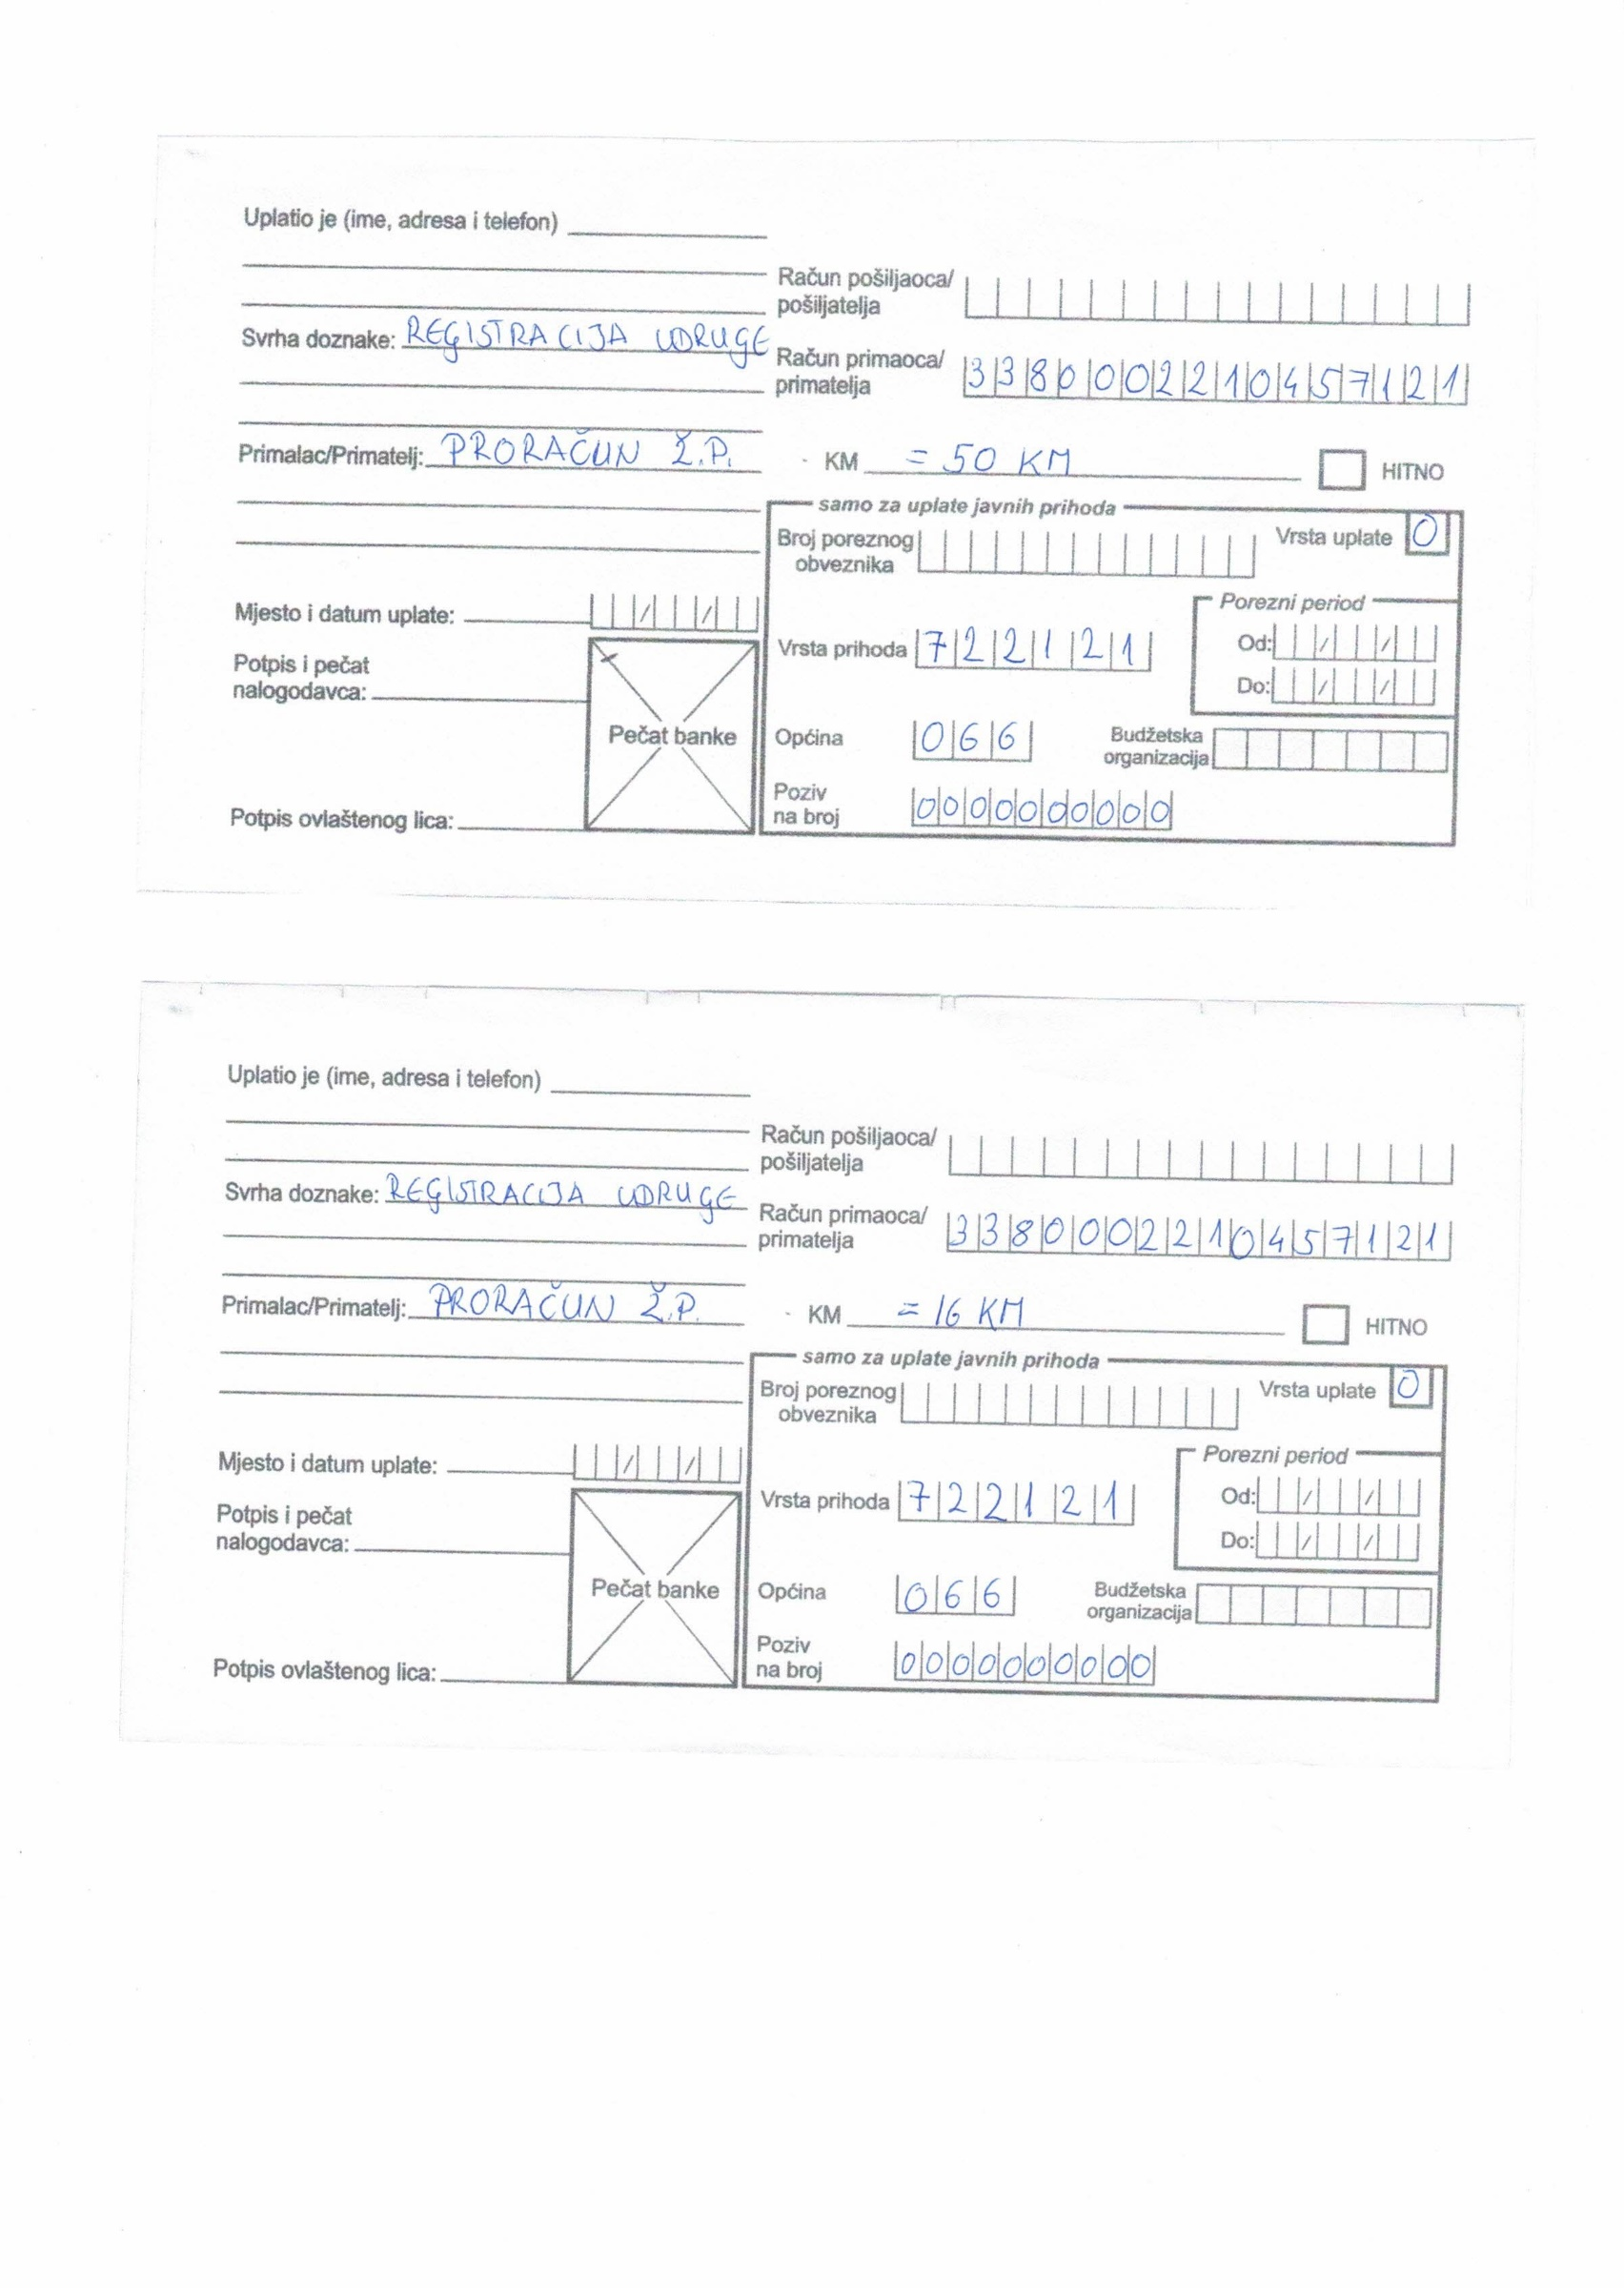 Uplatio je (ime, adresa i telefon)
Račun pošiljaoca/
pošiljatelja
Svrha doznake: REGISTRACIJA UDRUGE
Račun primaoca/
primatelja 3380002210457121
Primalac/Primatelj: PRORAČUN Ž.P.
KM = 50 KM
HITNO
samo za uplate javnih prihoda
Broj poreznog
obveznika
Vrsta uplate 0
Mjesto i datum uplate: / /
Porezni period
Vrsta prihoda 722121
Od: / /
Do: / /
Potpis i pečat
nalogodavca:
Pečat banke
Općina 066
Budžetska
organizacija
Poziv
na broj 0000000000
Potpis ovlaštenog lica:
Uplatio je (ime, adresa i telefon)
Račun pošiljaoca/
pošiljatelja
Svrha doznake: REGISTRACIJA UDRUGE
Račun primaoca/
primatelja 3380002210457121
Primalac/Primatelj: PRORAČUN Ž.P.
KM = 16 KM
HITNO
samo za uplate javnih prihoda
Broj poreznog
obveznika
Vrsta uplate 0
Mjesto i datum uplate: / /
Porezni period
Vrsta prihoda 722121
Od: / /
Do: / /
Potpis i pečat
nalogodavca:
Pečat banke
Općina 066
Budžetska
organizacija
Poziv
na broj 0000000000
Potpis ovlaštenog lica: